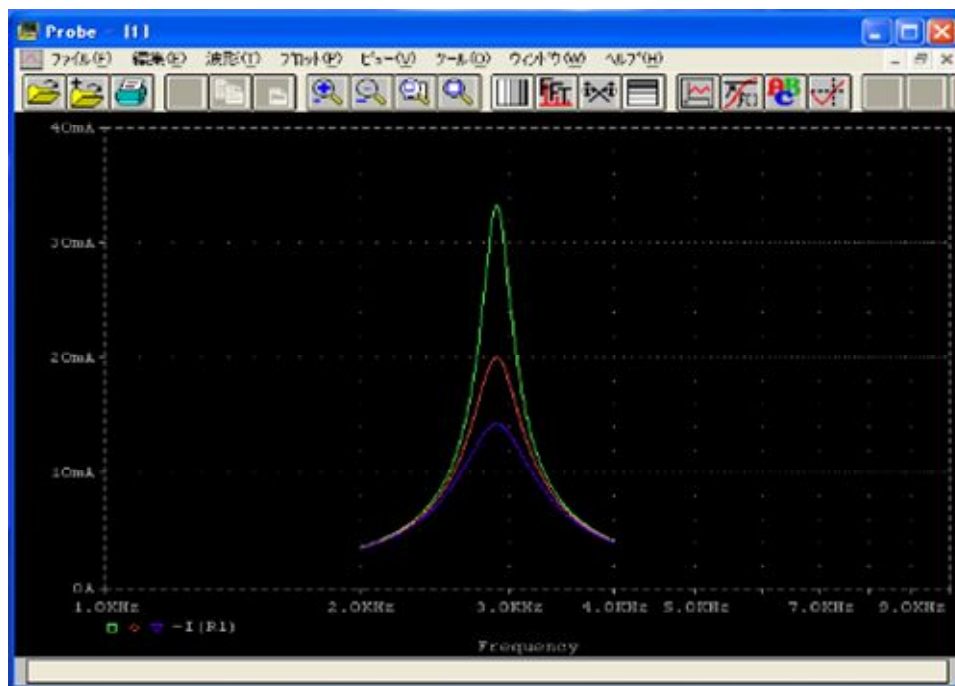 Probe - [1]
ファイル(F) 編集(E) 波形(T) プロット(P) ビュー(V) ツール(O) ウィンドウ(W) ヘルプ(H)
FFT ABC
40mA
30mA
20mA
10mA
0A
1.0KHz 2.0KHz 3.0KHz 4.0KHz 5.0KHz 7.0KHz 9.0KHz
-I(R1)
Frequency